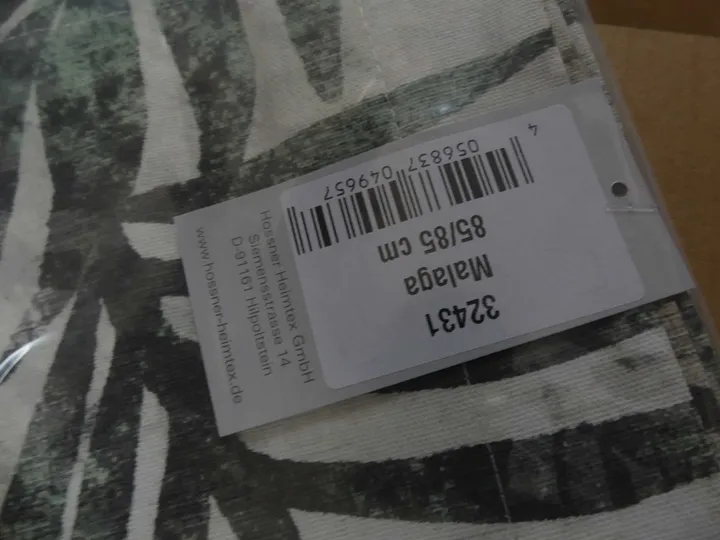 32431
Malaga
85/85 cm
4 056837 049657
Hossner Heimtex GmbH
Siemensstrasse 14
D-91161 Hilpoltstein
www.hossner-heimtex.de